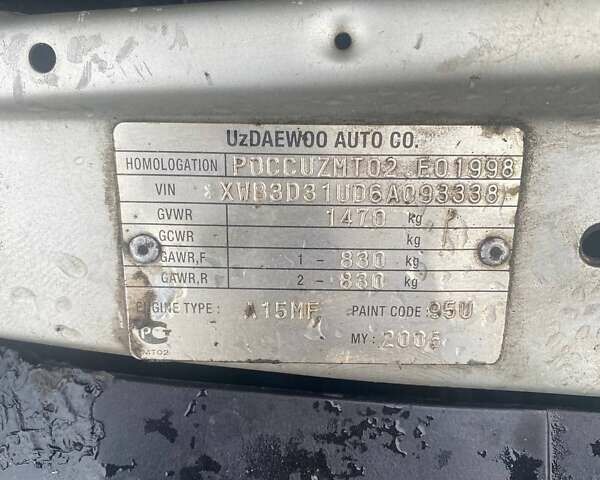 UzDAEWOO AUTO CO.
HOMOLOGATION POCCUZMT02.E01998
VIN XWB3D31UD6A093338
GVWR 1470 kg
GCWR kg
GAWR,F 1 - 830 kg
GAWR,R 2 - 830 kg
ENGINE TYPE : A15MF PAINT CODE : 95U
MY :
MT02